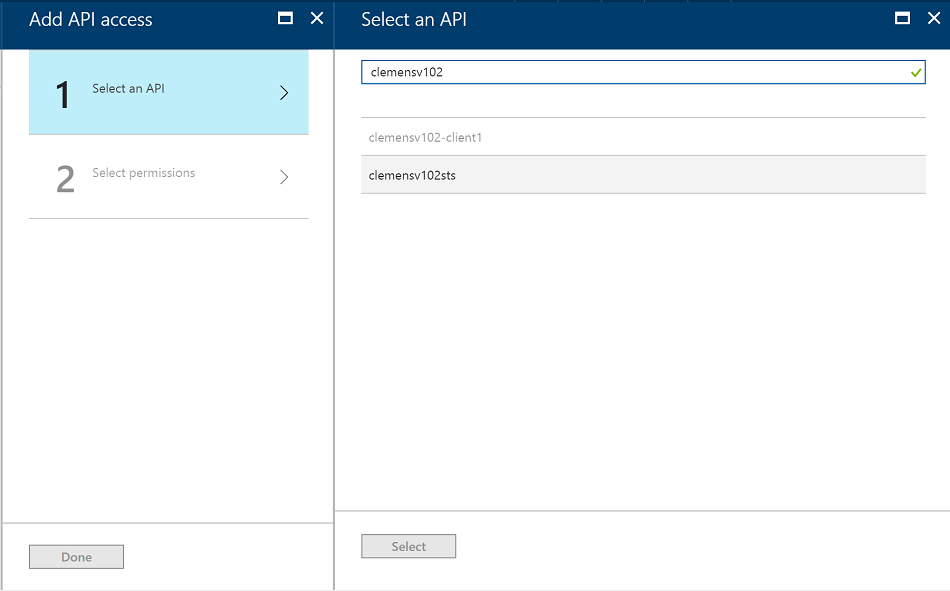 Add API access
1 Select an API
2 Select permissions
Done
Select an API
clemensv102
clemensv102-client1
clemensv102sts
Select